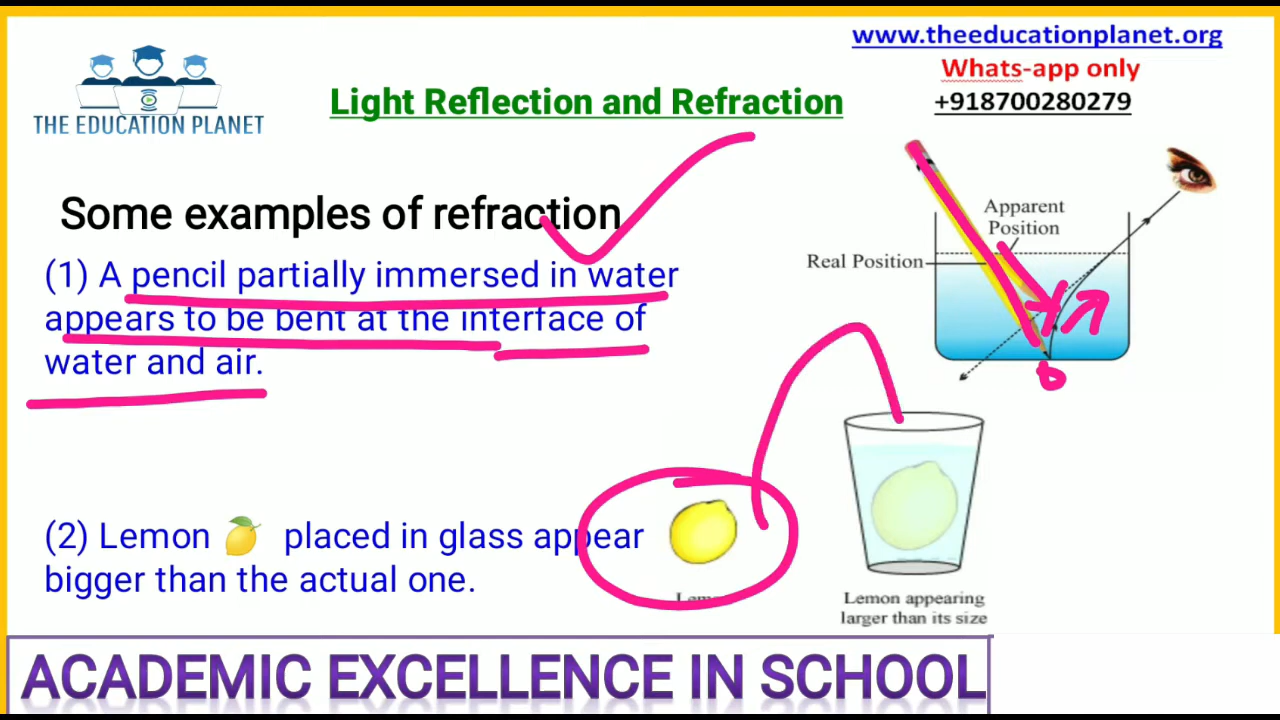 www.theeducationplanet.org
Whats-app only
+918700280279
THE EDUCATION PLANET
Light Reflection and Refraction
Some examples of refraction
(1) A pencil partially immersed in water
appears to be bent at the interface of
water and air.
Apparent
Position
Real Position
(2) Lemon 🍋 placed in glass appear
bigger than the actual one.
Lemon appearing
larger than its size
ACADEMIC EXCELLENCE IN SCHOOL